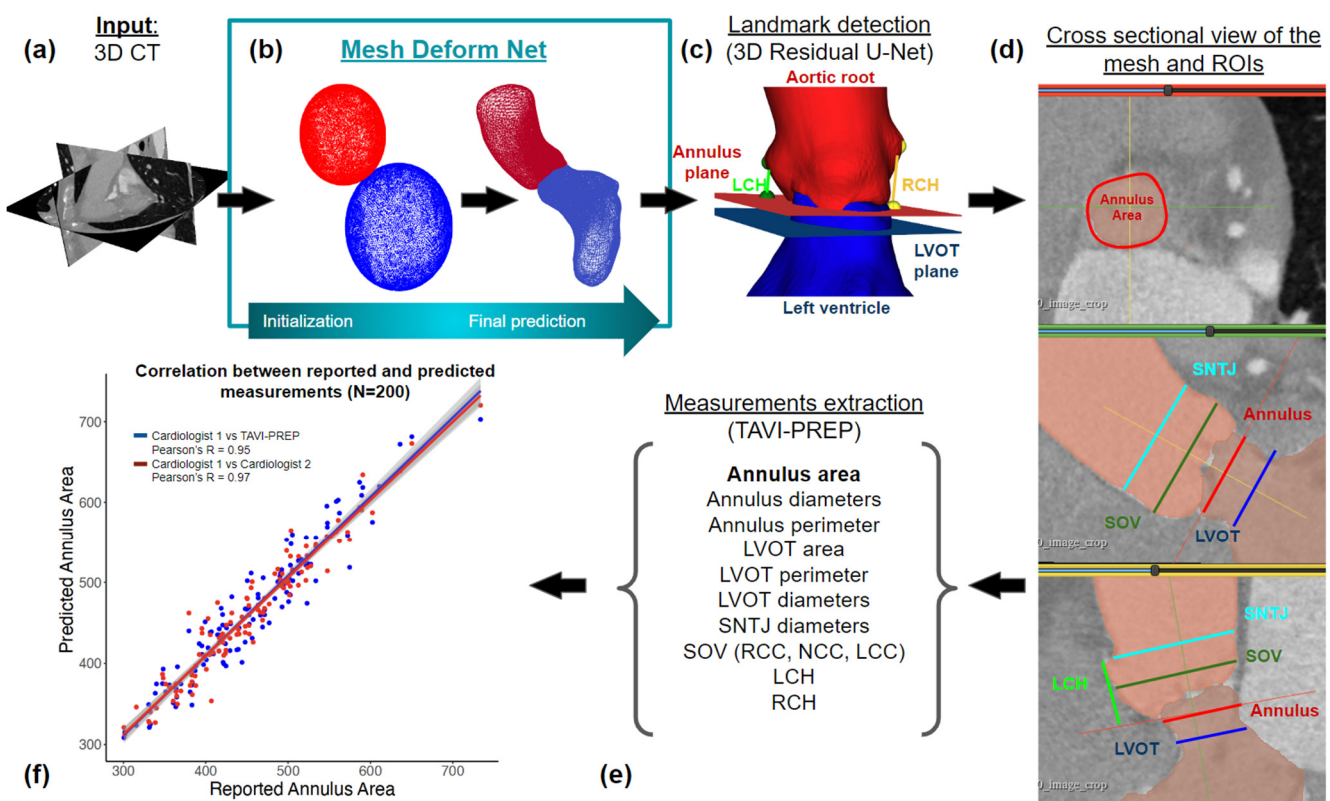 (a)
Input:
3D CT
(b)
Mesh Deform Net
Initialization
Final prediction
(c)
Landmark detection
(3D Residual U-Net)
Aortic root
Annulus
plane
LCH
RCH
LVOT
plane
Left ventricle
(d)
Cross sectional view of the
mesh and ROIs
Annulus
Area
0_image_crop
SNTJ
Annulus
SOV
LVOT
0_image_crop
SNTJ
SOV
LCH
Annulus
LVOT
0_image_crop
Measurements extraction
(TAVI-PREP)
Annulus area
Annulus diameters
Annulus perimeter
LVOT area
LVOT perimeter
LVOT diameters
SNTJ diameters
SOV (RCC, NCC, LCC)
LCH
RCH
(e)
Correlation between reported and predicted
measurements (N=200)
Cardiologist 1 vs TAVI-PREP
Pearson's R = 0.95
Cardiologist 1 vs Cardiologist 2
Pearson's R = 0.97
Predicted Annulus Area
700
600
500
400
300
300
400
500
600
700
Reported Annulus Area
(f)